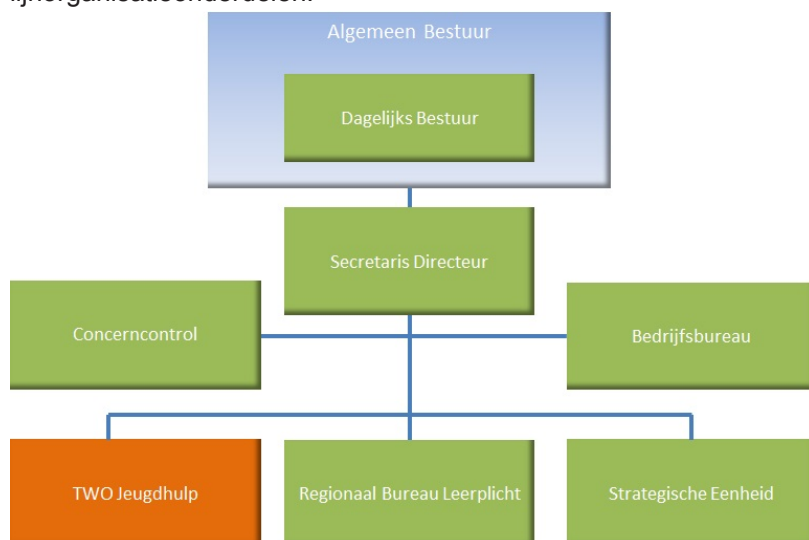 Algemeen Bestuur
Dagelijks Bestuur
Secretaris Directeur
Concerncontrol
Bedrijfsbureau
TWO Jeugdhulp
Regionaal Bureau Leerplicht
Strategische Eenheid